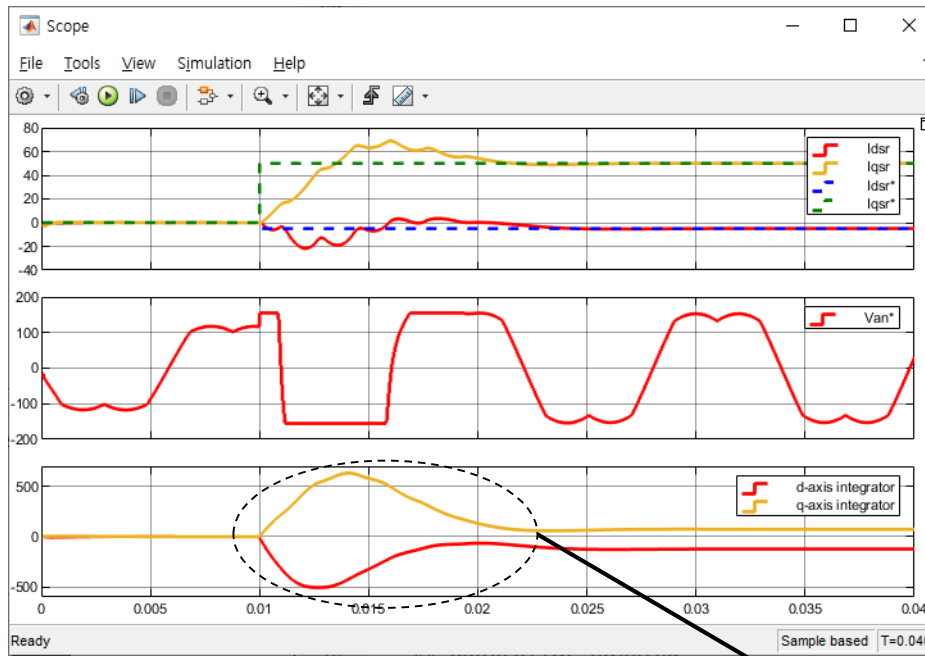 Scope
File Tools View Simulation Help
80
60
40
20
0
-20
-40
Idsr
Iqsr
Idsr*
Iqsr*
200
100
0
-100
-200
Van*
500
0
-500
d-axis integrator
q-axis integrator
0 0.005 0.01 0.015 0.02 0.025 0.03 0.035 0.04
Ready Sample based